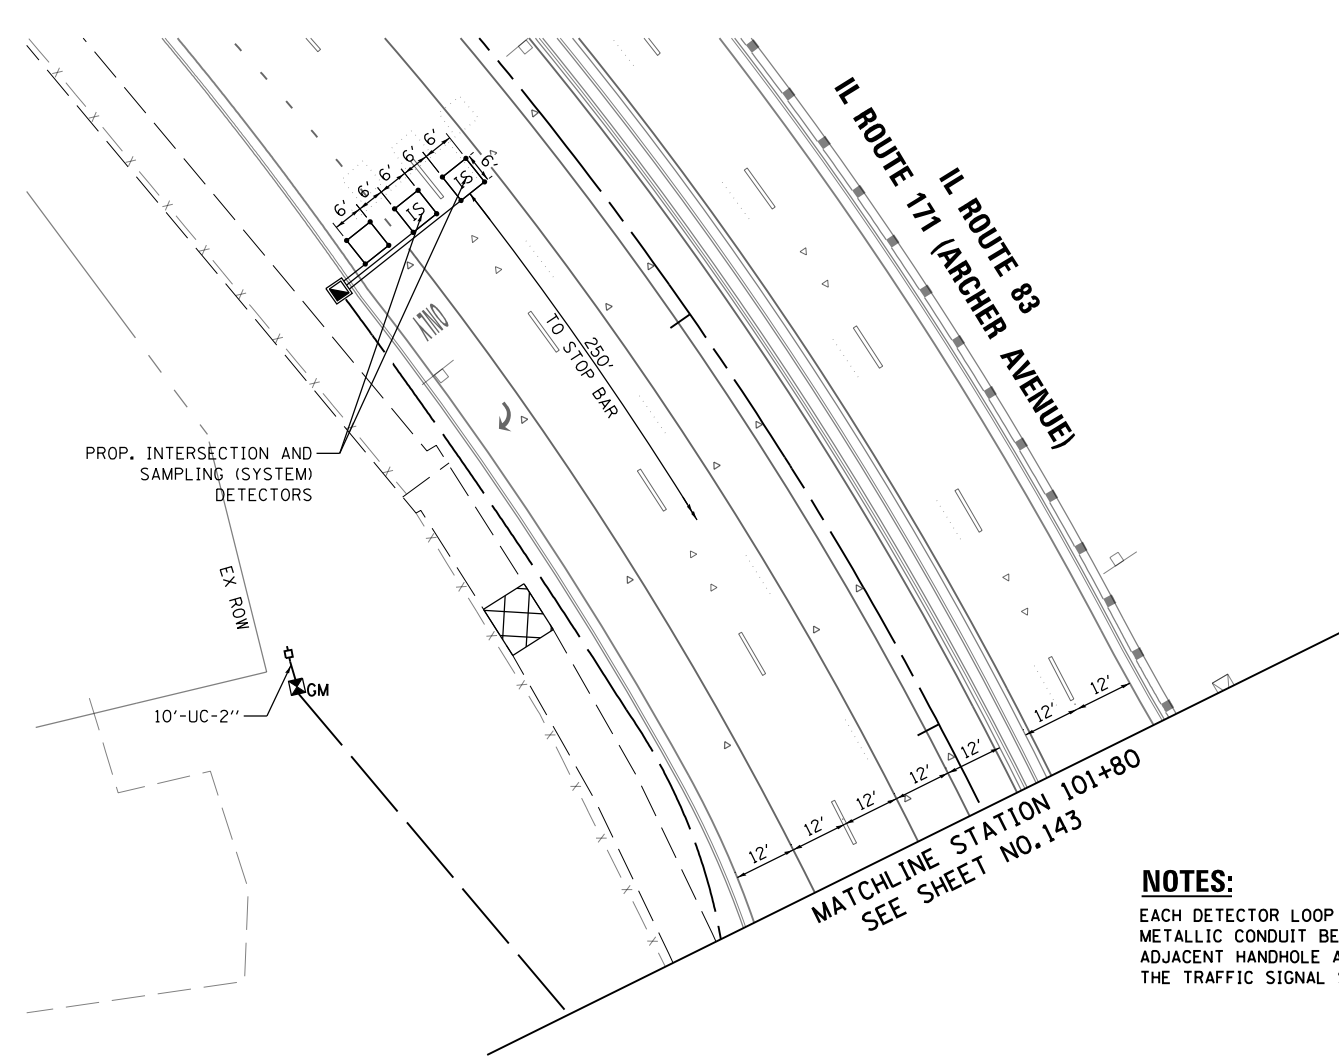 6'
6'
6'
6'
6'
6'
IS
IS
IL ROUTE 171 (ARCHER AVENUE)
IL ROUTE 83
ONLY
250'
TO STOP BAR
PROP. INTERSECTION AND
SAMPLING (SYSTEM)
DETECTORS
EX ROW
GM
10'-UC-2"
12'
12'
12'
12'
12'
12'
12'
MATCHLINE STATION 101+80
SEE SHEET NO.143
NOTES:
EACH DETECTOR LOOP
METALLIC CONDUIT BE
ADJACENT HANDHOLE A
THE TRAFFIC SIGNAL